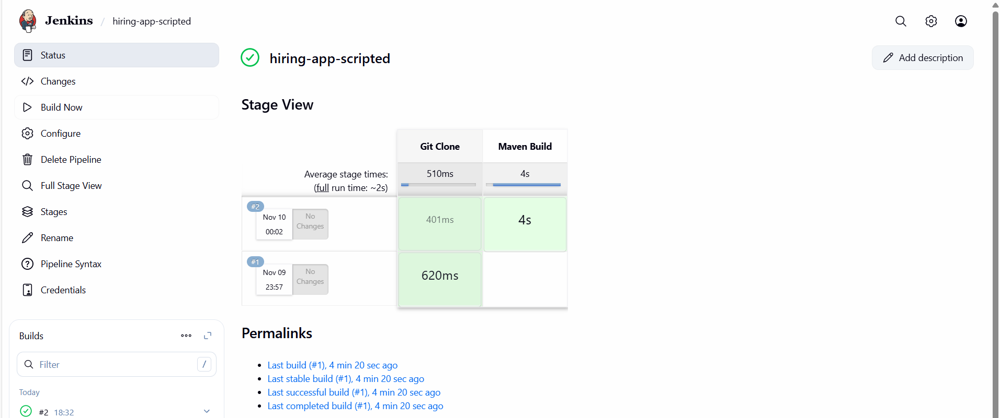 Jenkins / hiring-app-scripted
Status
Changes
Build Now
Configure
Delete Pipeline
Full Stage View
Stages
Rename
Pipeline Syntax
Credentials
Builds
Filter /
Today
#2 18:32
hiring-app-scripted
Add description
Stage View
Git Clone Maven Build
Average stage times: 510ms 4s
(full run time: ~2s)
#2
Nov 10 No
00:02 Changes
401ms 4s
#1
Nov 09 No
23:57 Changes
620ms
Permalinks
Last build (#1), 4 min 20 sec ago
Last stable build (#1), 4 min 20 sec ago
Last successful build (#1), 4 min 20 sec ago
Last completed build (#1), 4 min 20 sec ago